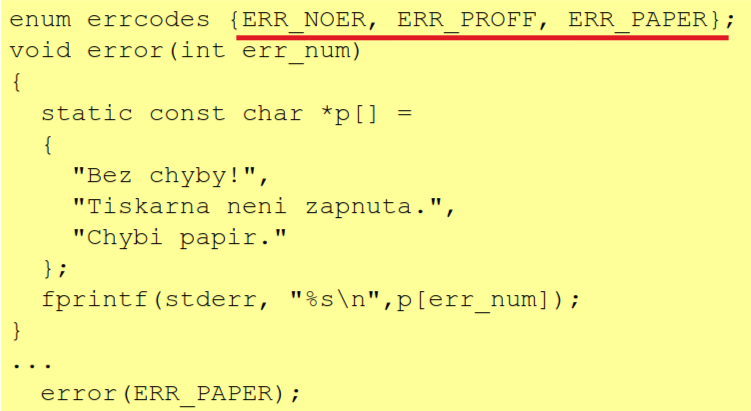 enum errcodes {ERR_NOER, ERR_PROFF, ERR_PAPER};
void error(int err_num)
{
  static const char *p[] =
  {
    "Bez chyby!",
    "Tiskarna neni zapnuta.",
    "Chybi papir."
  };
  fprintf(stderr, "%s\n",p[err_num]);
}
...
  error(ERR_PAPER);